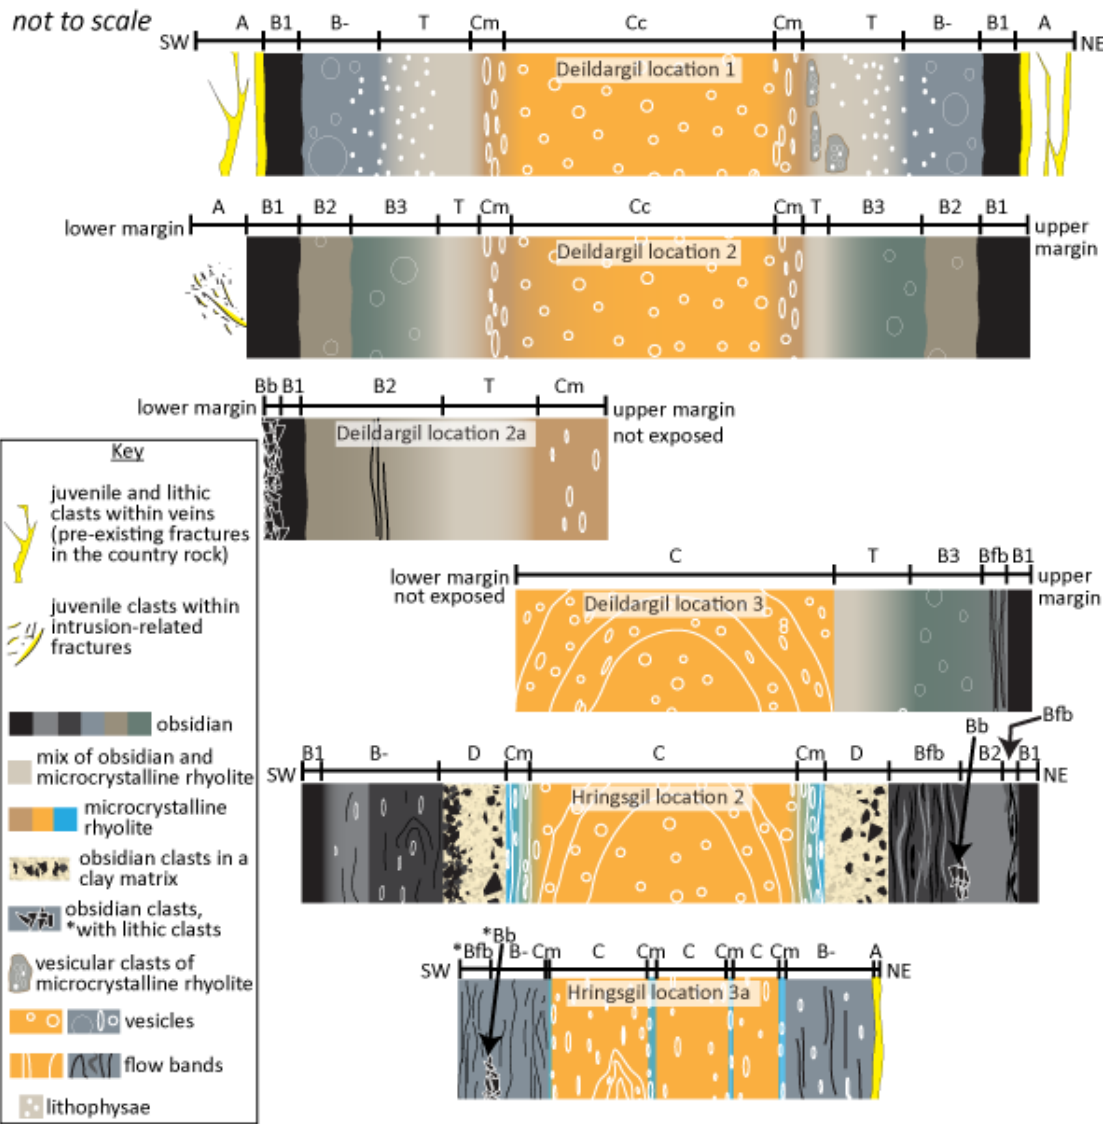 not to scale
A B1 B- T Cm Cc Cm T B- B1 A
SW NE
Deildargil location 1
A B1 B2 B3 T Cm Cc Cm T B3 B2 B1
lower margin
upper
margin
Deildargil location 2
Bb B1 B2 T Cm
lower margin
upper margin
not exposed
Deildargil location 2a
C T B3 Bfb B1
lower margin
not exposed
upper
margin
Deildargil location 3
Bb
Bfb
B1 B- D Cm C Cm D Bfb B2 B1
SW NE
Hringsgil location 2
*Bb
*Bfb B- Cm C Cm C Cm C Cm B- A
SW NE
Hringsgil location 3a
Key
juvenile and lithic
clasts within veins
(pre-existing fractures
in the country rock)
juvenile clasts within
intrusion-related
fractures
obsidian
mix of obsidian and
microcrystalline rhyolite
microcrystalline
rhyolite
obsidian clasts in a
clay matrix
obsidian clasts,
*with lithic clasts
vesicular clasts of
microcrystalline rhyolite
vesicles
flow bands
lithophysae